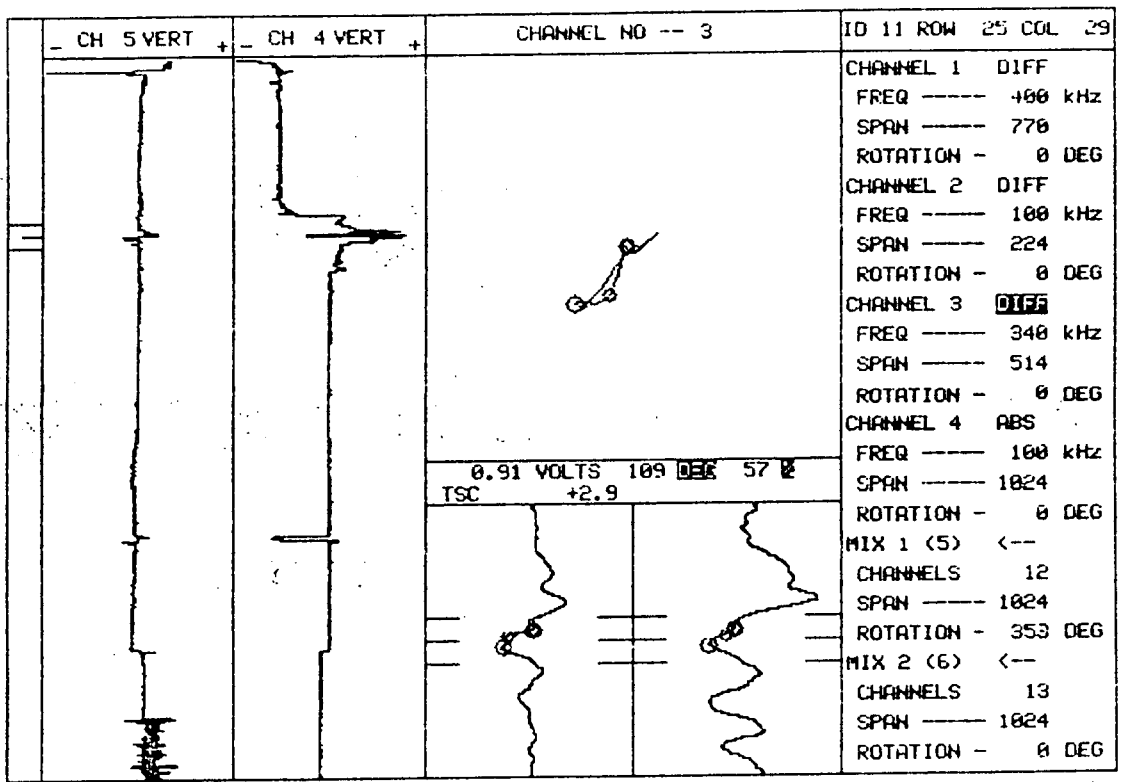 _ CH 5 VERT +
_ CH 4 VERT +
CHANNEL NO -- 3
ID 11 ROW 25 COL 29
CHANNEL 1 DIFF
FREQ ----- 400 kHz
SPAN ----- 770
ROTATION - 0 DEG
CHANNEL 2 DIFF
FREQ ----- 100 kHz
SPAN ----- 224
ROTATION - 0 DEG
CHANNEL 3 DIFF
FREQ ----- 340 kHz
SPAN ----- 514
ROTATION - 0 DEG
CHANNEL 4 ABS
FREQ ----- 100 kHz
SPAN ----- 1024
ROTATION - 0 DEG
MIX 1 (5) <--
CHANNELS 12
SPAN ----- 1024
ROTATION - 353 DEG
MIX 2 (6) <--
CHANNELS 13
SPAN ----- 1024
ROTATION - 0 DEG
0.91 VOLTS 109 DEG 57
TSC +2.9